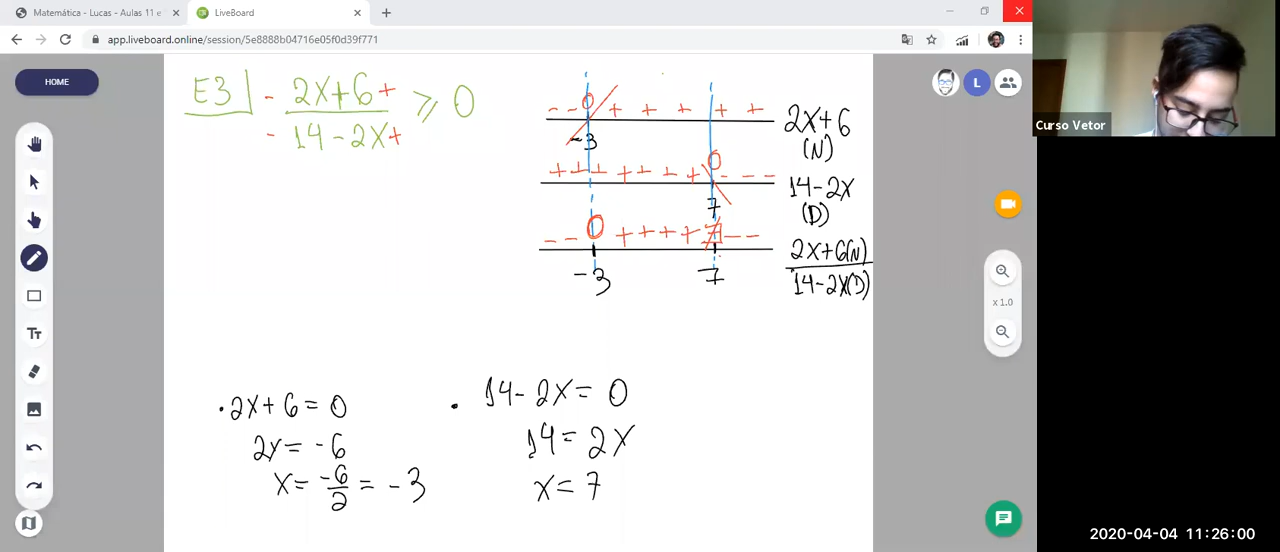 Matemática - Lucas - Aulas 11 e
LiveBoard
app.liveboard.online/session/5e8888b04716e05f0d39f771
HOME
L
Curso Vetor
E3
- 2X+6 +
- 14-2X +
⩾ 0
- - 0 + + + + +
-3
2X+6
(N)
+ + + + + + + 0 - - -
7
14-2X
(D)
- - 0 + + + + ∄ - -
-3 7
2X+6(N)
14-2X(D)
Tт
x 1.0
. 2X+6=0
2X=-6
X= -6/2 = -3
. 14-2X=0
14=2X
X=7
2020-04-04 11:26:00